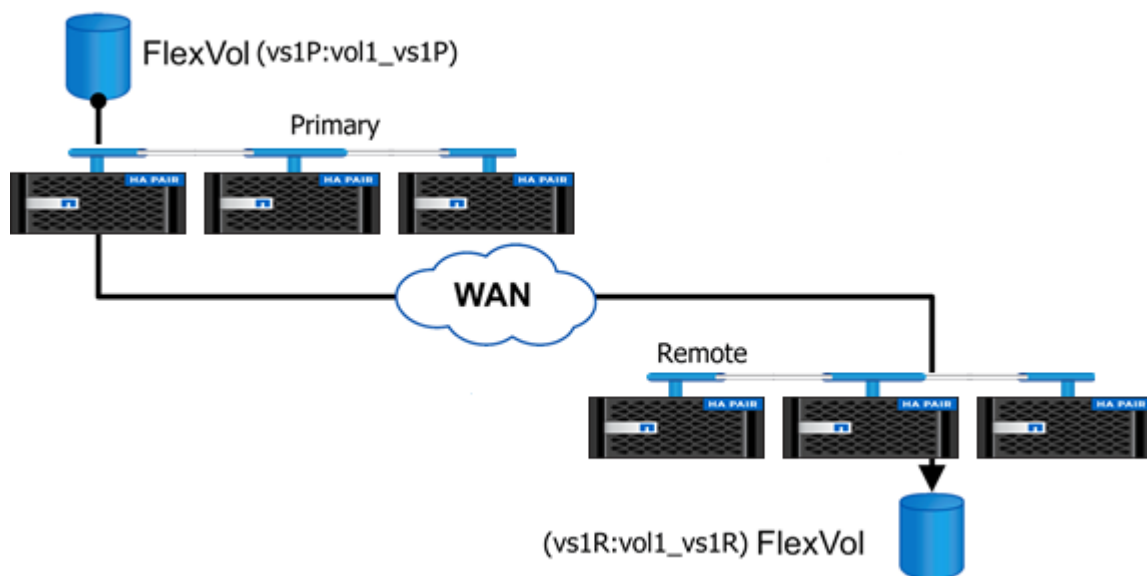 FlexVol (vs1P:vol1_vs1P)
Primary
HA PAIR
HA PAIR
HA PAIR
WAN
Remote
HA PAIR
HA PAIR
HA PAIR
(vs1R:vol1_vs1R) FlexVol